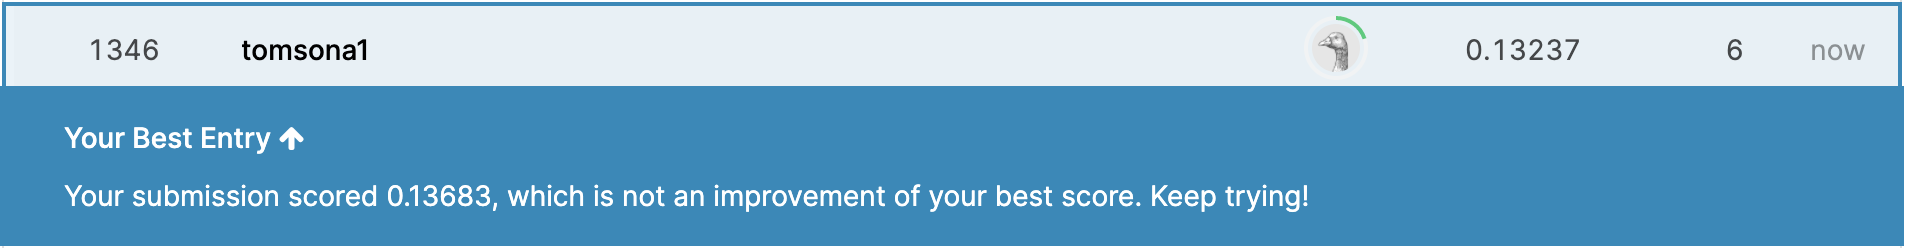 1346 tomsona1 0.13237 6 now
Your Best Entry
Your submission scored 0.13683, which is not an improvement of your best score. Keep trying!